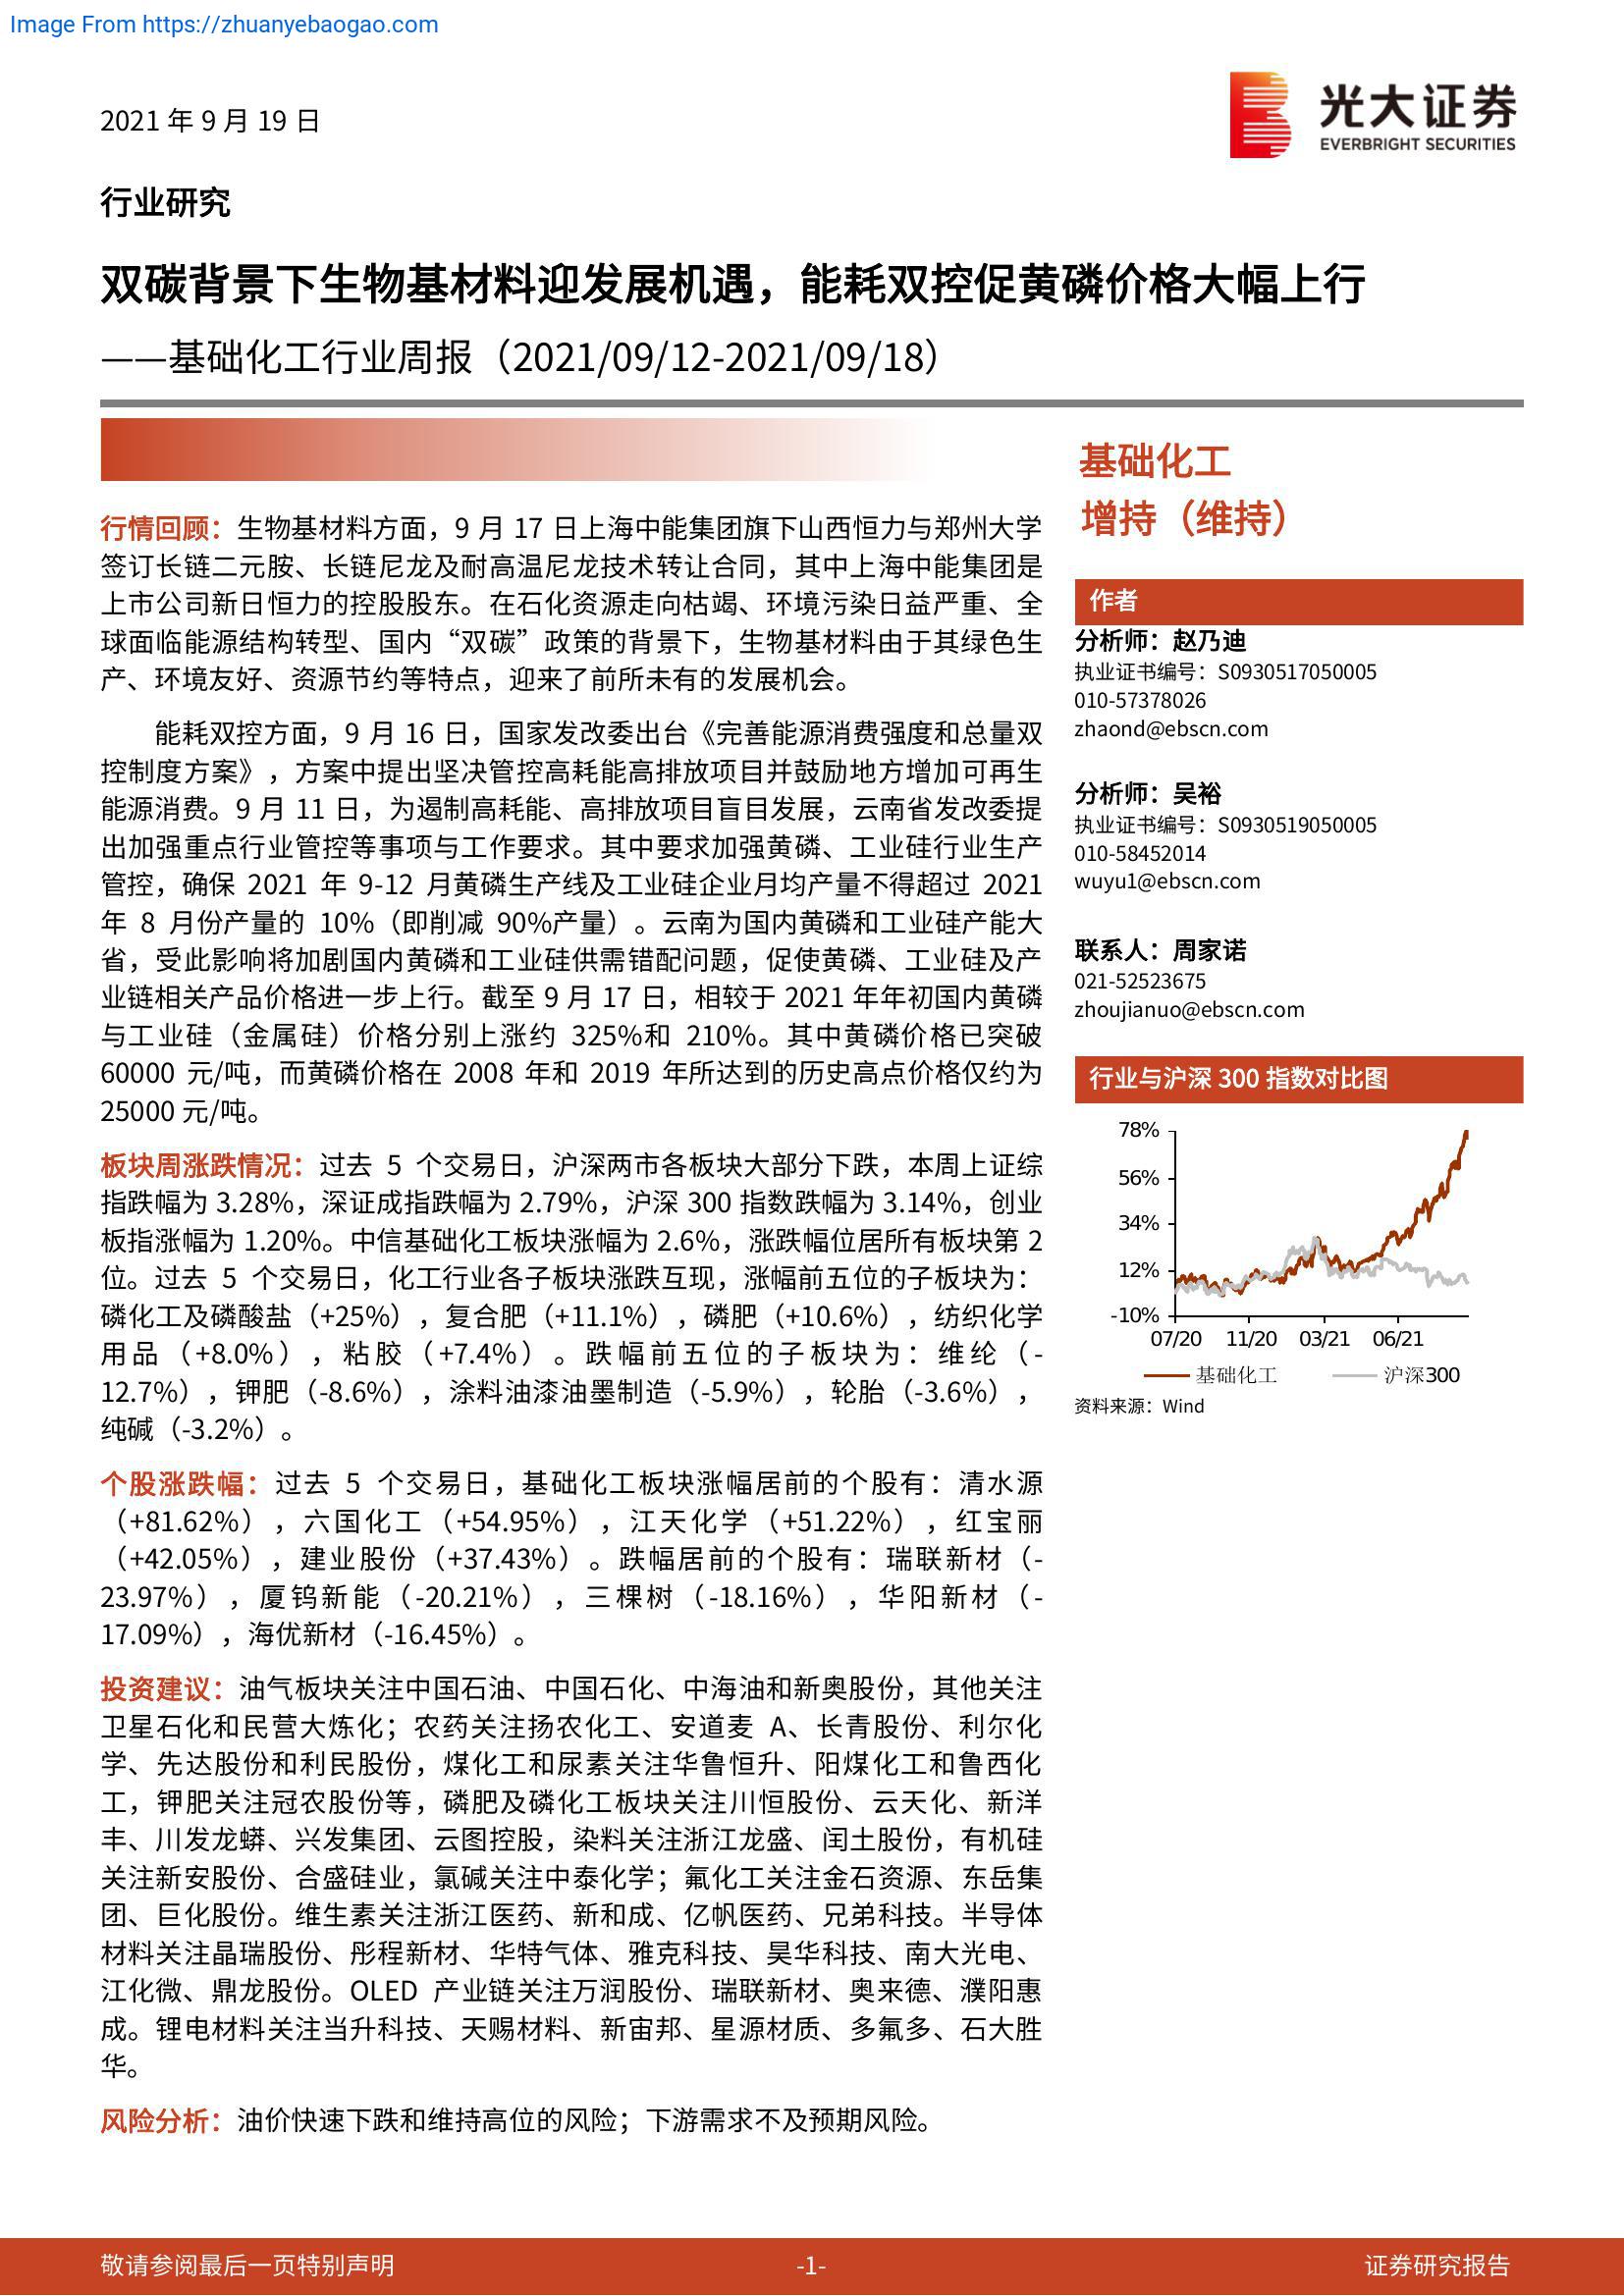 Image From https://zhuanyebaogao.com
2021 年 9 月 19 日
光大证券
EVERBRIGHT SECURITIES
行业研究
双碳背景下生物基材料迎发展机遇，能耗双控促黄磷价格大幅上行
——基础化工行业周报（2021/09/12-2021/09/18）
行情回顾：生物基材料方面，9 月 17 日上海中能集团旗下山西恒力与郑州大学
签订长链二元胺、长链尼龙及耐高温尼龙技术转让合同，其中上海中能集团是
上市公司新日恒力的控股股东。在石化资源走向枯竭、环境污染日益严重、全
球面临能源结构转型、国内“双碳”政策的背景下，生物基材料由于其绿色生
产、环境友好、资源节约等特点，迎来了前所未有的发展机会。
能耗双控方面，9 月 16 日，国家发改委出台《完善能源消费强度和总量双
控制度方案》，方案中提出坚决管控高耗能高排放项目并鼓励地方增加可再生
能源消费。9 月 11 日，为遏制高耗能、高排放项目盲目发展，云南省发改委提
出加强重点行业管控等事项与工作要求。其中要求加强黄磷、工业硅行业生产
管控，确保 2021 年 9-12 月黄磷生产线及工业硅企业月均产量不得超过 2021
年 8 月份产量的 10%（即削减 90%产量）。云南为国内黄磷和工业硅产能大
省，受此影响将加剧国内黄磷和工业硅供需错配问题，促使黄磷、工业硅及产
业链相关产品价格进一步上行。截至 9 月 17 日，相较于 2021 年年初国内黄磷
与工业硅（金属硅）价格分别上涨约 325%和 210%。其中黄磷价格已突破
60000 元/吨，而黄磷价格在 2008 年和 2019 年所达到的历史高点价格仅约为
25000 元/吨。
板块周涨跌情况：过去 5 个交易日，沪深两市各板块大部分下跌，本周上证综
指跌幅为 3.28%，深证成指跌幅为 2.79%，沪深 300 指数跌幅为 3.14%，创业
板指涨幅为 1.20%。中信基础化工板块涨幅为 2.6%，涨跌幅位居所有板块第 2
位。过去 5 个交易日，化工行业各子板块涨跌互现，涨幅前五位的子板块为：
磷化工及磷酸盐（+25%），复合肥（+11.1%），磷肥（+10.6%），纺织化学
用品（+8.0%），粘胶（+7.4%）。跌幅前五位的子板块为：维纶（-
12.7%），钾肥（-8.6%），涂料油漆油墨制造（-5.9%），轮胎（-3.6%），
纯碱（-3.2%）。
个股涨跌幅：过去 5 个交易日，基础化工板块涨幅居前的个股有：清水源
（+81.62%），六国化工（+54.95%），江天化学（+51.22%），红宝丽
（+42.05%），建业股份（+37.43%）。跌幅居前的个股有：瑞联新材（-
23.97%），厦钨新能（-20.21%），三棵树（-18.16%），华阳新材（-
17.09%），海优新材（-16.45%）。
投资建议：油气板块关注中国石油、中国石化、中海油和新奥股份，其他关注
卫星石化和民营大炼化；农药关注扬农化工、安道麦 A、长青股份、利尔化
学、先达股份和利民股份，煤化工和尿素关注华鲁恒升、阳煤化工和鲁西化
工，钾肥关注冠农股份等，磷肥及磷化工板块关注川恒股份、云天化、新洋
丰、川发龙蟒、兴发集团、云图控股，染料关注浙江龙盛、闰土股份，有机硅
关注新安股份、合盛硅业，氯碱关注中泰化学；氟化工关注金石资源、东岳集
团、巨化股份。维生素关注浙江医药、新和成、亿帆医药、兄弟科技。半导体
材料关注晶瑞股份、彤程新材、华特气体、雅克科技、昊华科技、南大光电、
江化微、鼎龙股份。OLED 产业链关注万润股份、瑞联新材、奥来德、濮阳惠
成。锂电材料关注当升科技、天赐材料、新宙邦、星源材质、多氟多、石大胜
华。
风险分析：油价快速下跌和维持高位的风险；下游需求不及预期风险。
基础化工
增持（维持）
作者
分析师：赵乃迪
执业证书编号：S0930517050005
010-57378026
zhaond@ebscn.com
分析师：吴裕
执业证书编号：S0930519050005
010-58452014
wuyu1@ebscn.com
联系人：周家诺
021-52523675
zhoujianuo@ebscn.com
行业与沪深 300 指数对比图
78%
56%
34%
12%
-10%
07/20 11/20 03/21 06/21
基础化工 沪深300
资料来源：Wind
敬请参阅最后一页特别声明 -1- 证券研究报告